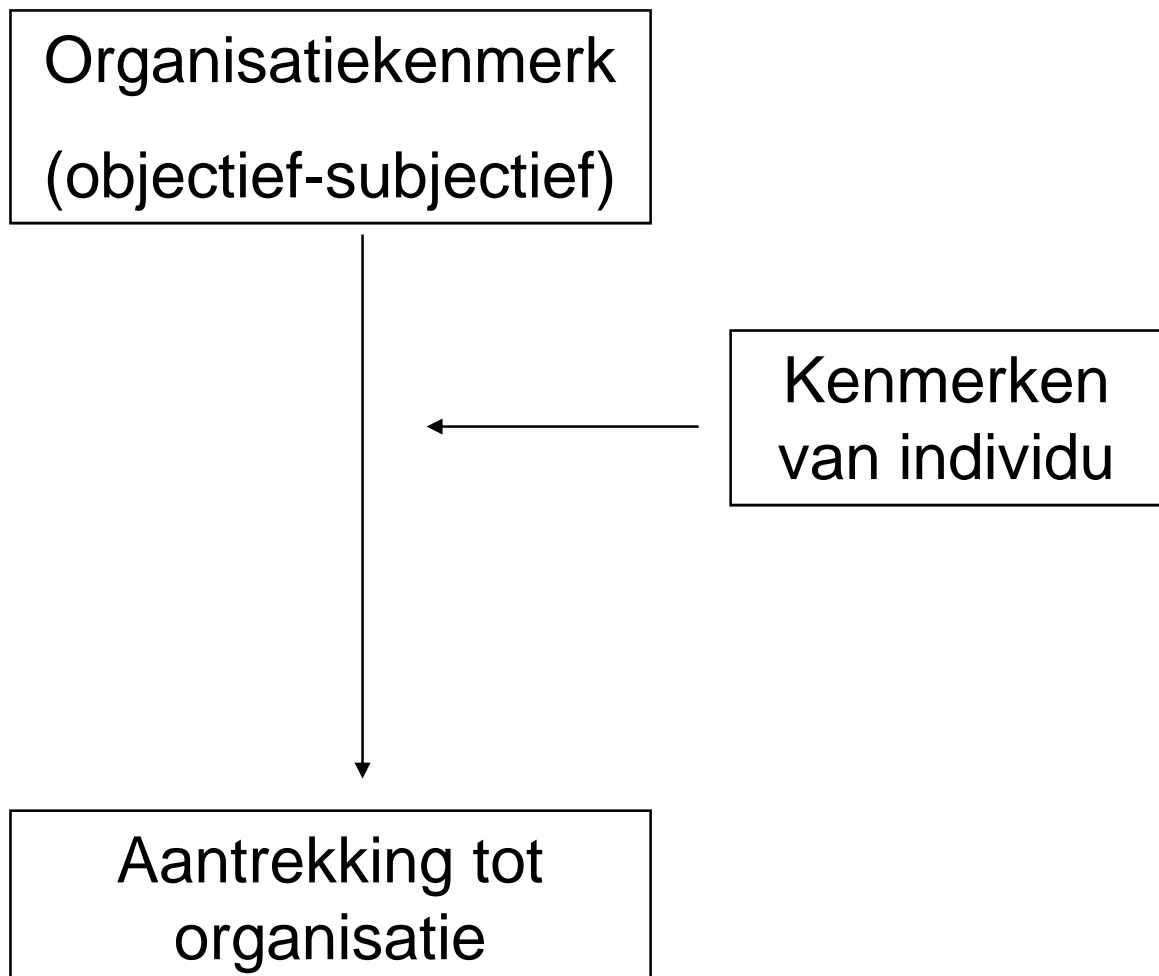 Organisatiekenmerk
(objectief-subjectief)
Kenmerken
van individu
Aantrekking tot
organisatie